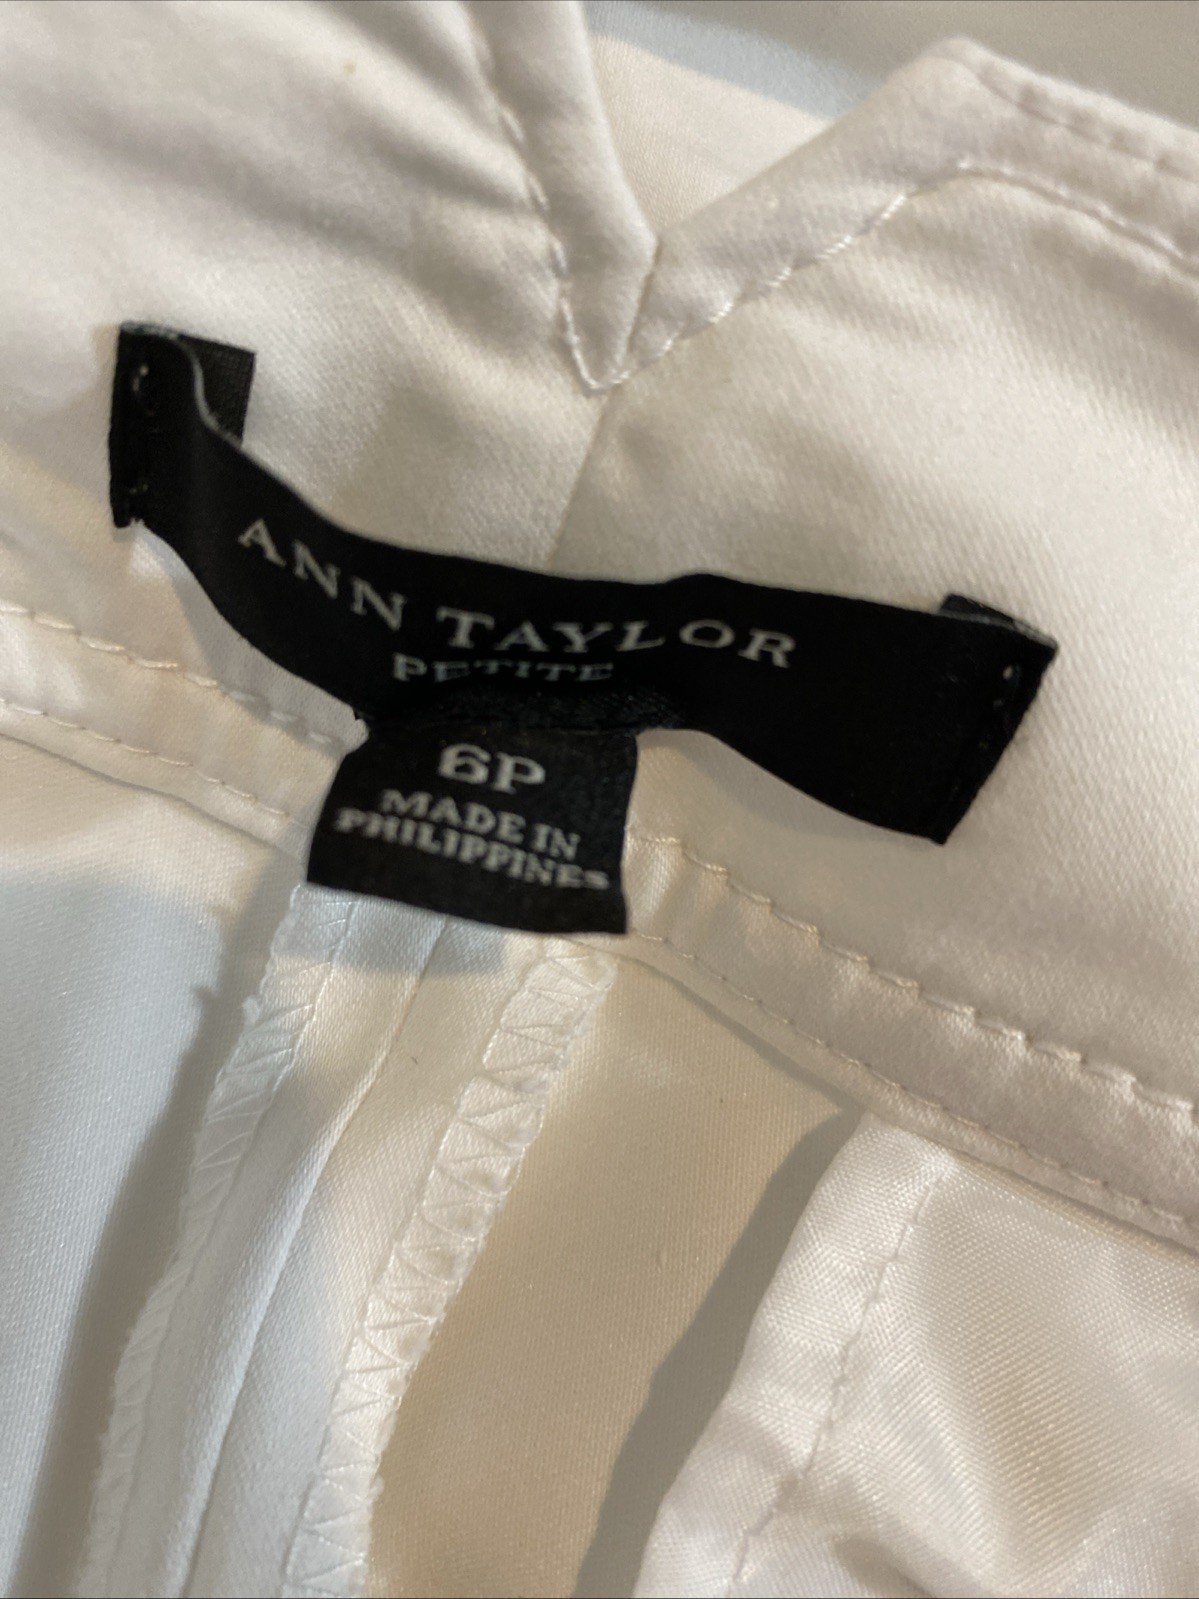 ANN TAYLOR
PETITE
6P
MADE IN
PHILIPPINES